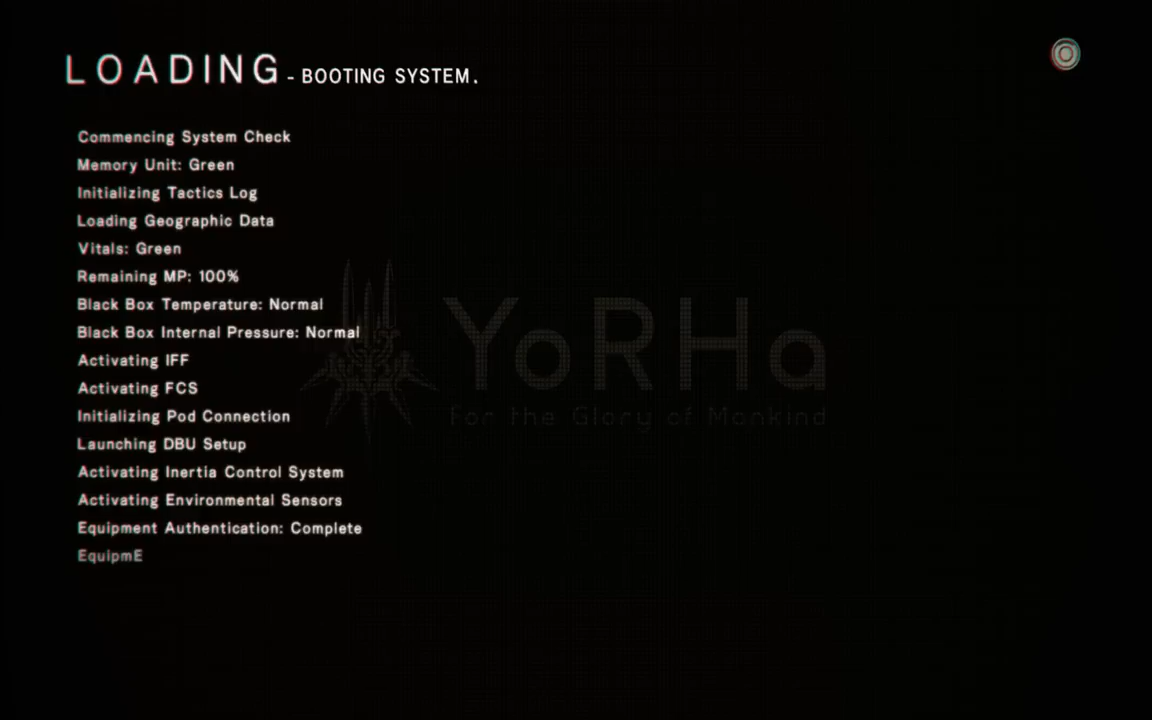 LOADING - BOOTING SYSTEM.
Commencing System Check
Memory Unit: Green
Initializing Tactics Log
Loading Geographic Data
Vitals: Green
Remaining MP: 100%
Black Box Temperature: Normal
Black Box Internal Pressure: Normal
Activating IFF
Activating FCS
Initializing Pod Connection
Launching DBU Setup
Activating Inertia Control System
Activating Environmental Sensors
Equipment Authentication: Complete
EquipmE
YoRHa
For the Glory of Mankind